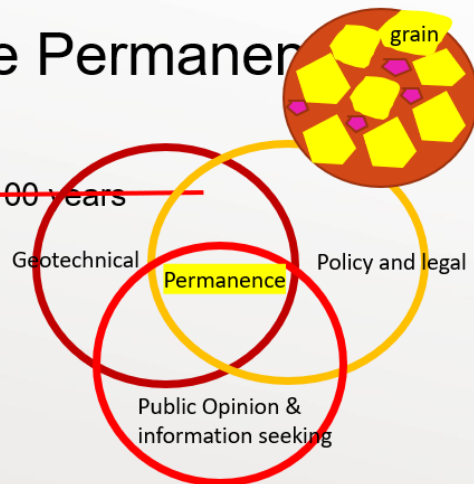 e Permanen
grain
00 years
Geotechnical
Policy and legal
Permanence
Public Opinion &
information seeking